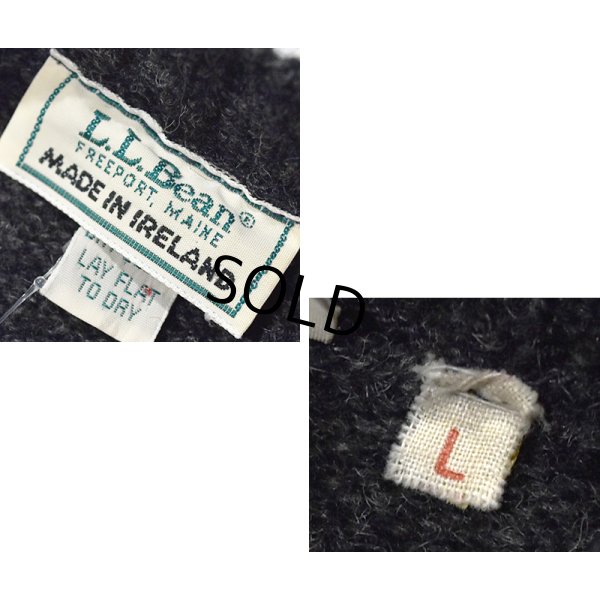 L.L.Bean®
FREEPORT, MAINE
MADE IN IRELAND
LAY FLAT
TO DRY
SOLD
L